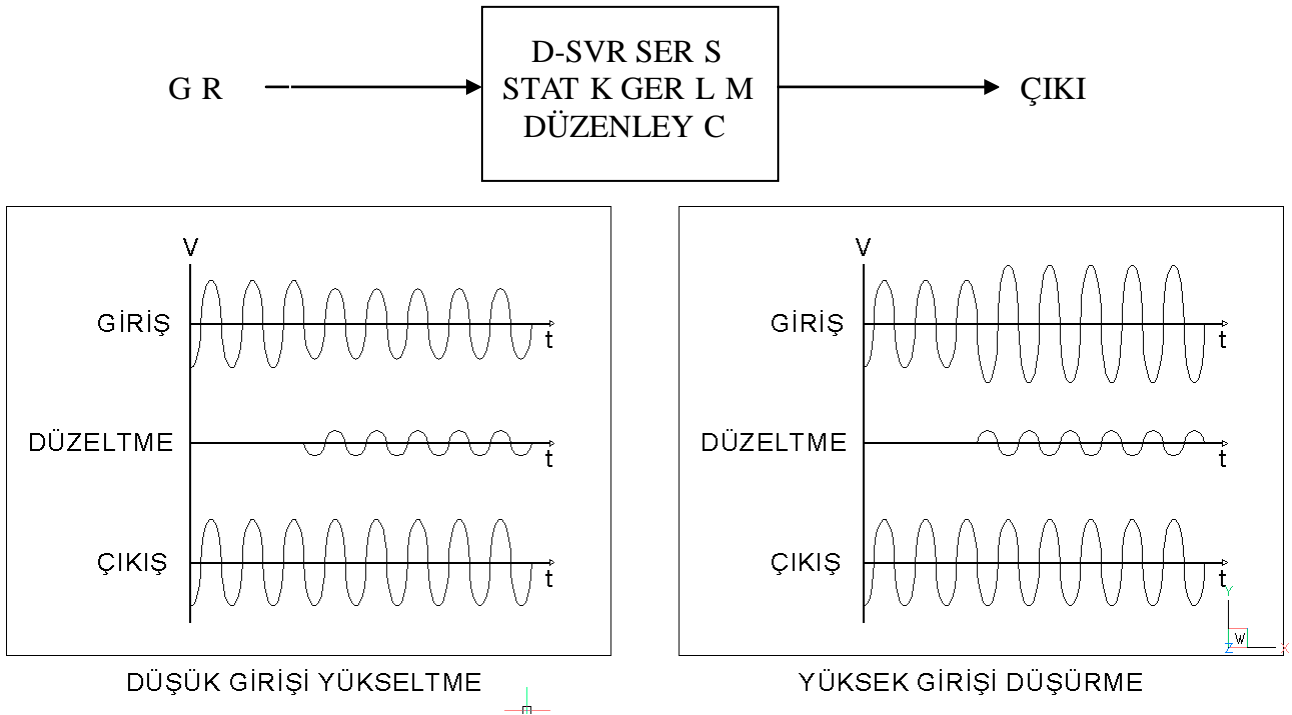 D-SVR SER S
STAT K GER L M
DÜZENLEY C
G R
ÇIKI
V
GİRİŞ
t
DÜZELTME
t
ÇIKIŞ
t
DÜŞÜK GİRİŞİ YÜKSELTME
V
GİRİŞ
t
DÜZELTME
t
ÇIKIŞ
t
Y
W
Z
X
YÜKSEK GİRİŞİ DÜŞÜRME